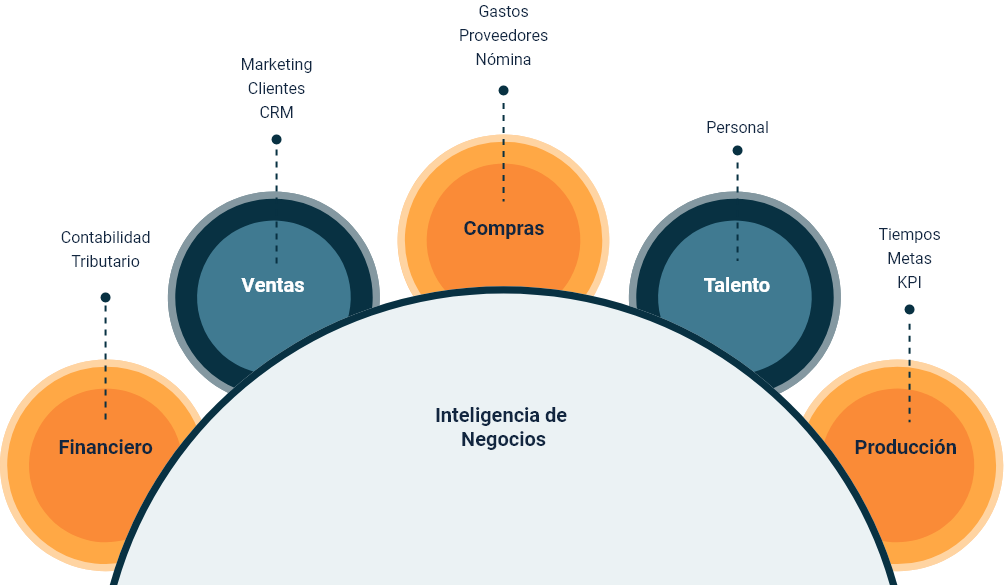 Contabilidad
Tributario
Financiero
Marketing
Clientes
CRM
Ventas
Gastos
Proveedores
Nómina
Compras
Personal
Talento
Tiempos
Metas
KPI
Producción
Inteligencia de
Negocios